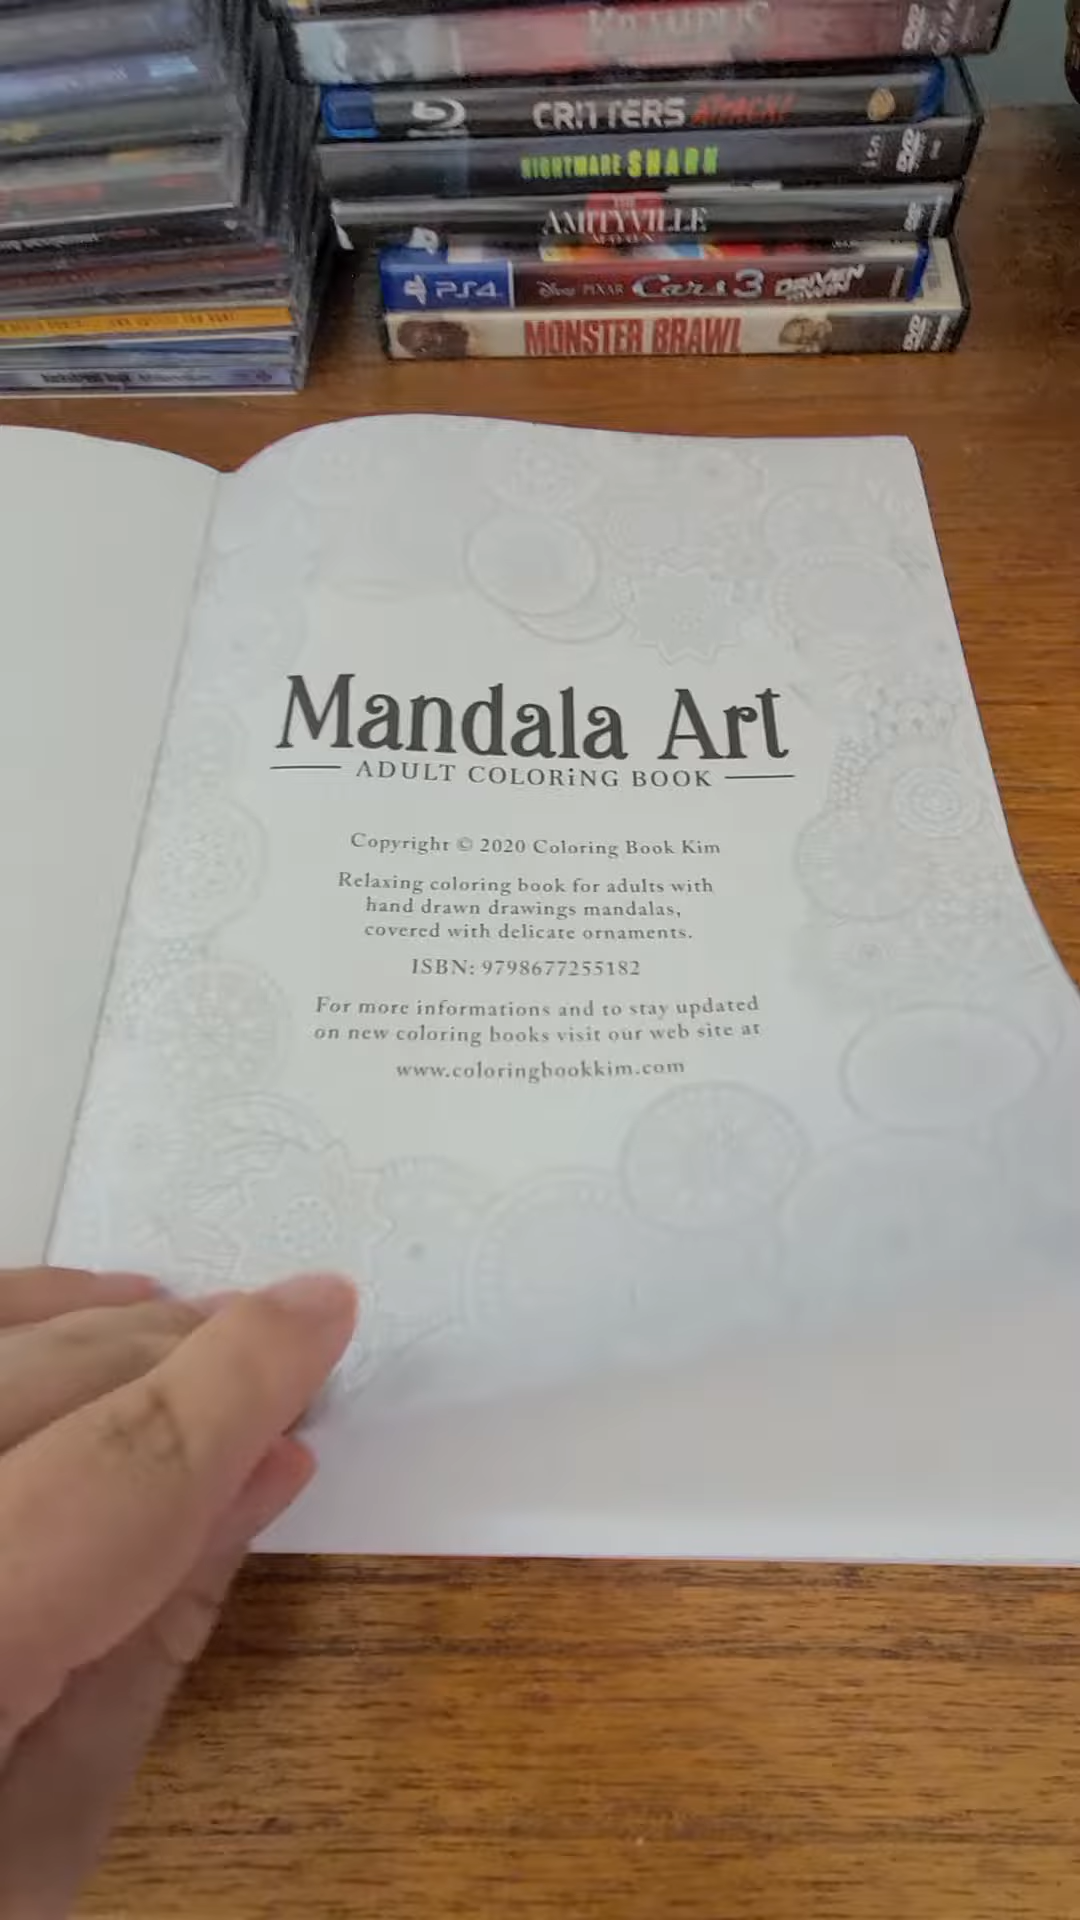 KRAMPUS
CRITTERS ATTACK!
NIGHTMARE SHARK
THE
AMITYVILLE
MOON
PS4 Disney PIXAR Cars 3 DRIVEN TO WIN
MONSTER BRAWL
Mandala Art
ADULT COLORiNG BOOK
Copyright © 2020 Coloring Book Kim
Relaxing coloring book for adults with
hand drawn drawings mandalas,
covered with delicate ornaments.
ISBN: 9798677255182
For more informations and to stay updated
on new coloring books visit our web site at
www.coloringbookkim.com